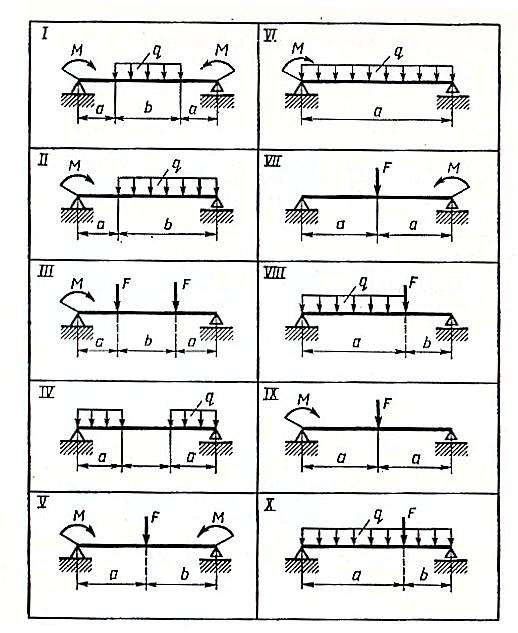 I
M q M
a b a
II
M q
a b
III
M F F
a b a
IV
q
a a
V
M F M
a b
VI
M q
a
VII
F M
a a
VIII
q F
a b
IX
M F
a a
X
q F
a b